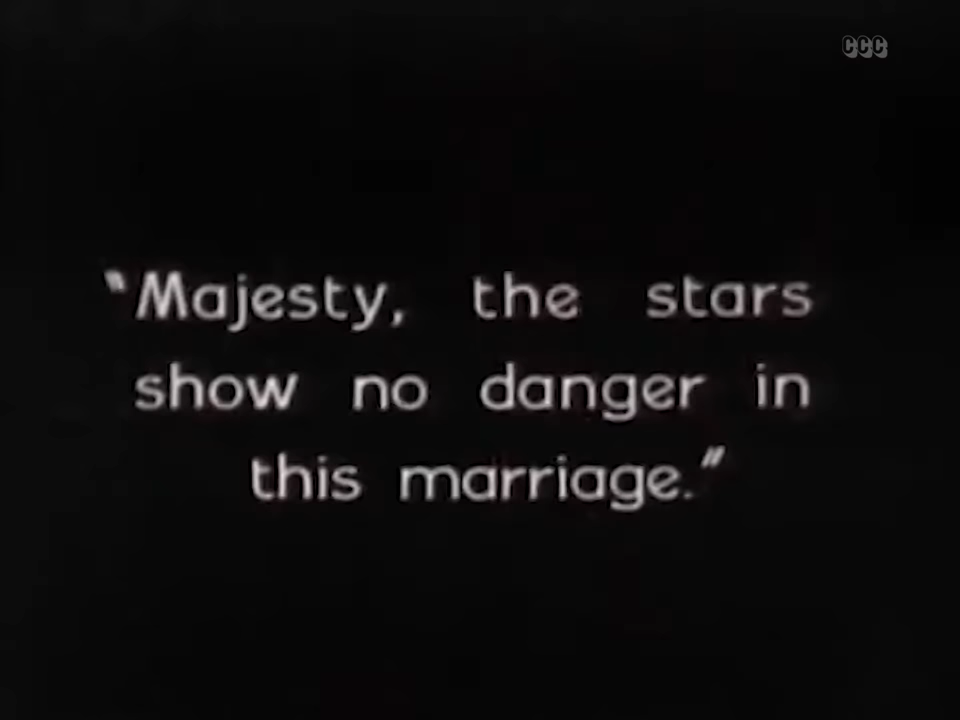 CCC
"Majesty, the stars
show no danger in
this marriage."